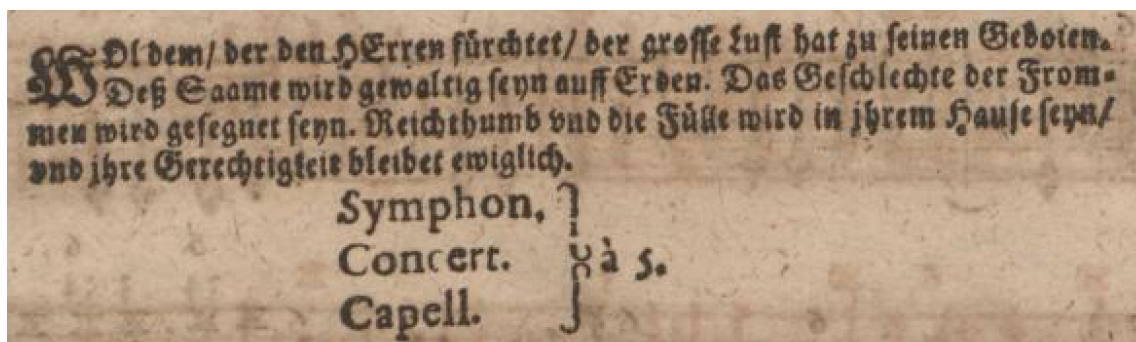 WOl dem/ der den HErren fürchtet/ der grosse Lust hat zu seinen Geboten.
Deß Saame wird gewaltig seyn auff Erden. Das Geschlechte der From-
men wird gesegnet seyn. Reichthumb vnd die Fülle wird in jhrem Hause seyn/
vnd jhre Gerechtigkeit bleibet ewiglich.
Symphon.
Concert. à 5.
Capell.